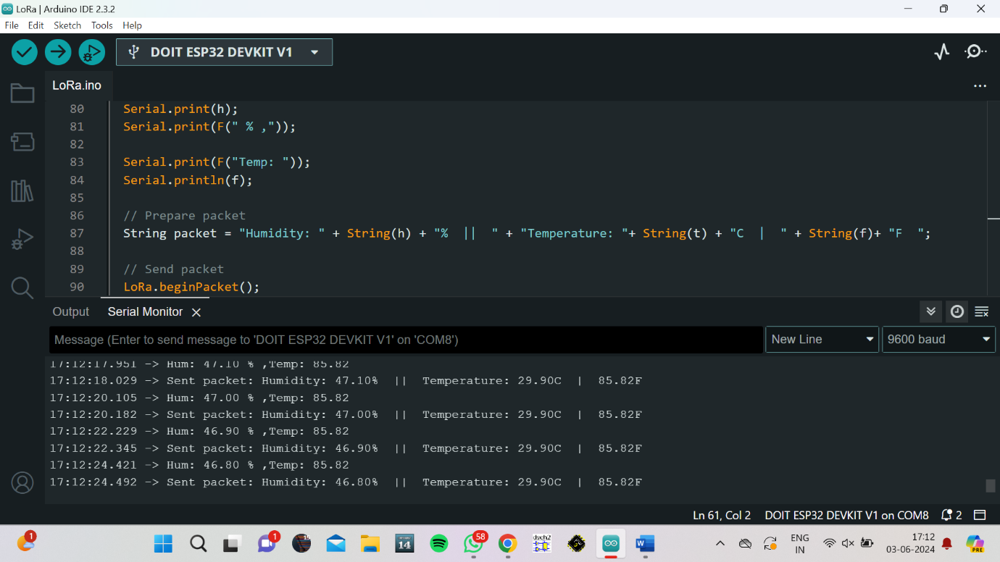 LoRa | Arduino IDE 2.3.2
File Edit Sketch Tools Help
DOIT ESP32 DEVKIT V1
LoRa.ino
80 Serial.print(h);
81 Serial.print(F(" % ,"));
82
83 Serial.print(F("Temp: "));
84 Serial.println(f);
85
86 // Prepare packet
87 String packet = "Humidity: " + String(h) + "%  ||  " + "Temperature: "+ String(t) + "C  |  " + String(f)+ "F  ";
88
89 // Send packet
90 LoRa.beginPacket();
Output Serial Monitor
Message (Enter to send message to 'DOIT ESP32 DEVKIT V1' on 'COM8') New Line 9600 baud
17:12:17.951 -> Hum: 47.10 % ,Temp: 85.82
17:12:18.029 -> Sent packet: Humidity: 47.10%  ||  Temperature: 29.90C  |  85.82F
17:12:20.105 -> Hum: 47.00 % ,Temp: 85.82
17:12:20.182 -> Sent packet: Humidity: 47.00%  ||  Temperature: 29.90C  |  85.82F
17:12:22.229 -> Hum: 46.90 % ,Temp: 85.82
17:12:22.345 -> Sent packet: Humidity: 46.90%  ||  Temperature: 29.90C  |  85.82F
17:12:24.421 -> Hum: 46.80 % ,Temp: 85.82
17:12:24.492 -> Sent packet: Humidity: 46.80%  ||  Temperature: 29.90C  |  85.82F
Ln 61, Col 2 DOIT ESP32 DEVKIT V1 on COM8 2
1 1 14 58 dsch2 W ENG 17:12 PRE
IN 03-06-2024